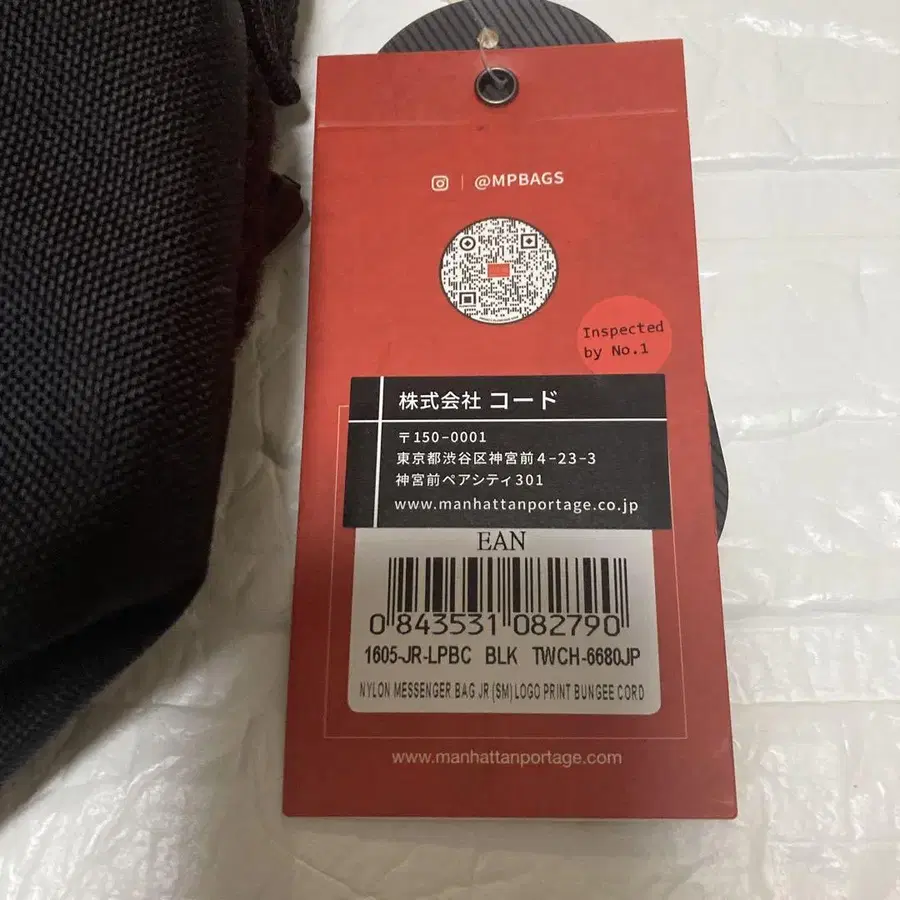 @MPBAGS
Inspected
by No.1
株式会社 コード
〒150-0001
東京都渋谷区神宮前4-23-3
神宮前ペアシティ301
www.manhattanportage.co.jp
EAN
0 843531 082790
1605-JR-LPBC BLK TWCH-6680JP
NYLON MESSENGER BAG JR (SM) LOGO PRINT BUNGEE CORD
www.manhattanportage.com